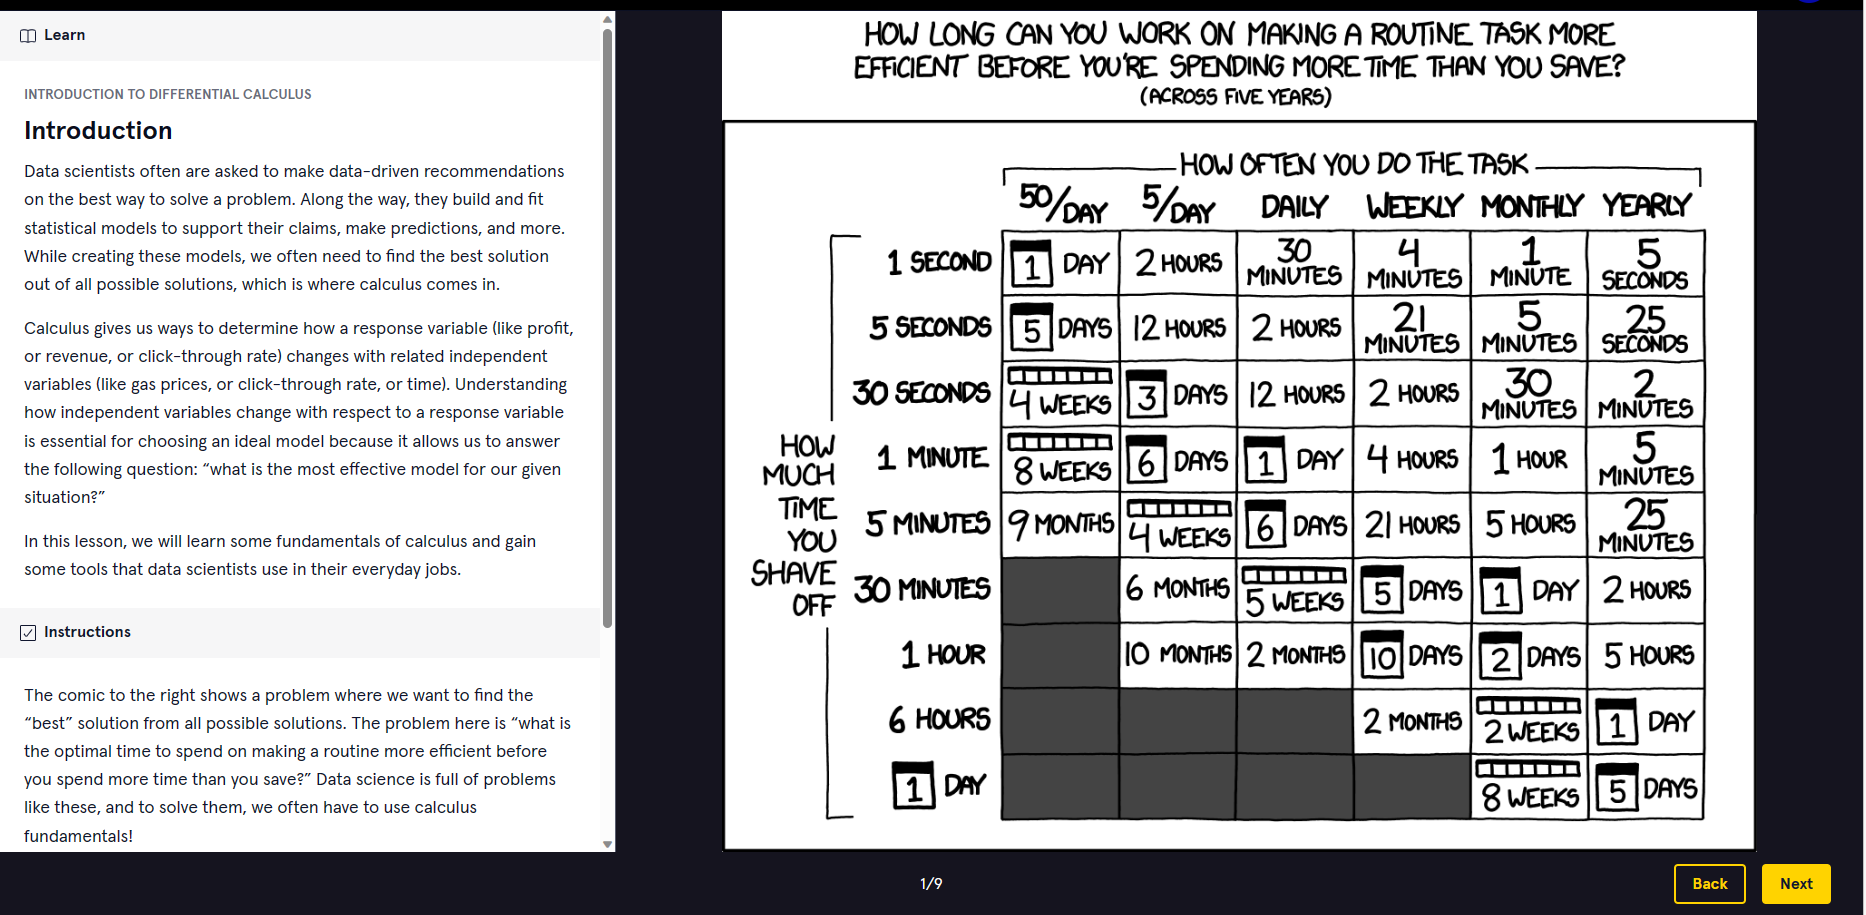 Learn
INTRODUCTION TO DIFFERENTIAL CALCULUS
Introduction
Data scientists often are asked to make data-driven recommendations
on the best way to solve a problem. Along the way, they build and fit
statistical models to support their claims, make predictions, and more.
While creating these models, we often need to find the best solution
out of all possible solutions, which is where calculus comes in.
Calculus gives us ways to determine how a response variable (like profit,
or revenue, or click-through rate) changes with related independent
variables (like gas prices, or click-through rate, or time). Understanding
how independent variables change with respect to a response variable
is essential for choosing an ideal model because it allows us to answer
the following question: “what is the most effective model for our given
situation?”
In this lesson, we will learn some fundamentals of calculus and gain
some tools that data scientists use in their everyday jobs.
Instructions
The comic to the right shows a problem where we want to find the
“best” solution from all possible solutions. The problem here is “what is
the optimal time to spend on making a routine more efficient before
you spend more time than you save?” Data science is full of problems
like these, and to solve them, we often have to use calculus
fundamentals!
HOW LONG CAN YOU WORK ON MAKING A ROUTINE TASK MORE
EFFICIENT BEFORE YOU'RE SPENDING MORE TIME THAN YOU SAVE?
(ACROSS FIVE YEARS)
HOW OFTEN YOU DO THE TASK
50/DAY 5/DAY DAILY WEEKLY MONTHLY YEARLY
HOW
MUCH
TIME
YOU
SHAVE
OFF
1 SECOND 1 DAY 2 HOURS 30 MINUTES 4 MINUTES 1 MINUTE 5 SECONDS
5 SECONDS 5 DAYS 12 HOURS 2 HOURS 21 MINUTES 5 MINUTES 25 SECONDS
30 SECONDS 4 WEEKS 3 DAYS 12 HOURS 2 HOURS 30 MINUTES 2 MINUTES
1 MINUTE 8 WEEKS 6 DAYS 1 DAY 4 HOURS 1 HOUR 5 MINUTES
5 MINUTES 9 MONTHS 4 WEEKS 6 DAYS 21 HOURS 5 HOURS 25 MINUTES
30 MINUTES 6 MONTHS 5 WEEKS 5 DAYS 1 DAY 2 HOURS
1 HOUR 10 MONTHS 2 MONTHS 10 DAYS 2 DAYS 5 HOURS
6 HOURS 2 MONTHS 2 WEEKS 1 DAY
1 DAY 8 WEEKS 5 DAYS
1/9
Back
Next